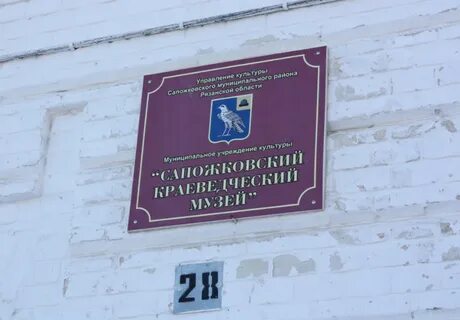 Управление культуры
Сапожковского муниципального района
Рязанской области
Муниципальное учреждение культуры
"САПОЖКОВСКИЙ
КРАЕВЕДЧЕСКИЙ
МУЗЕЙ"
28